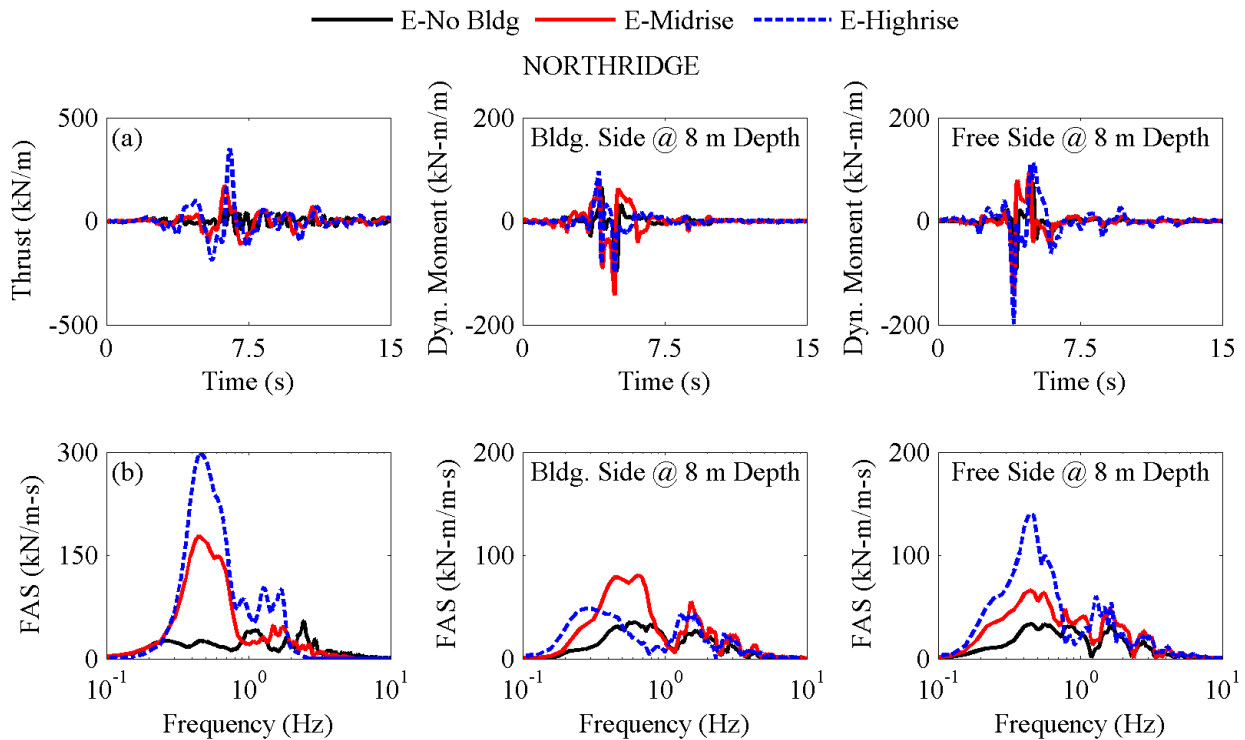 E-No Bldg E-Midrise E-Highrise
NORTHRIDGE
(a)
Thrust (kN/m)
500
0
-500
0 7.5 15
Time (s)
Bldg. Side @ 8 m Depth
Dyn. Moment (kN-m/m)
200
0
-200
0 7.5 15
Time (s)
Free Side @ 8 m Depth
Dyn. Moment (kN-m/m)
200
0
-200
0 7.5 15
Time (s)
(b)
FAS (kN/m-s)
300
150
0
10-1 100 101
Frequency (Hz)
Bldg. Side @ 8 m Depth
FAS (kN-m/m-s)
200
100
0
10-1 100 101
Frequency (Hz)
Free Side @ 8 m Depth
FAS (kN-m/m-s)
200
100
0
10-1 100 101
Frequency (Hz)